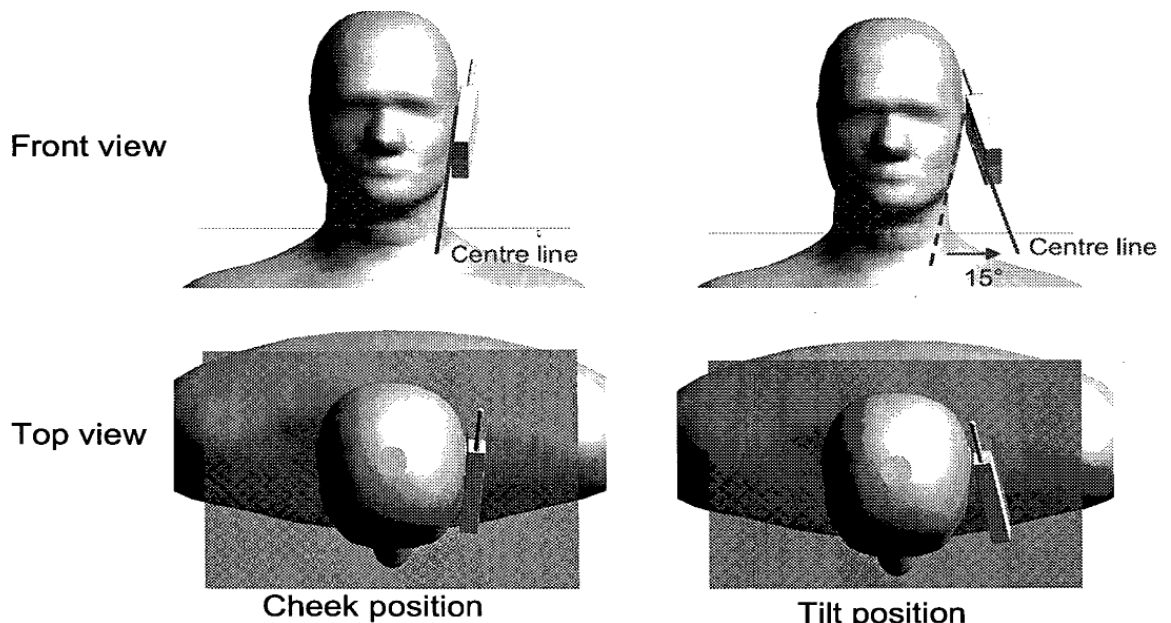 Front view
Centre line
Centre line
15°
Top view
Cheek position
Tilt position